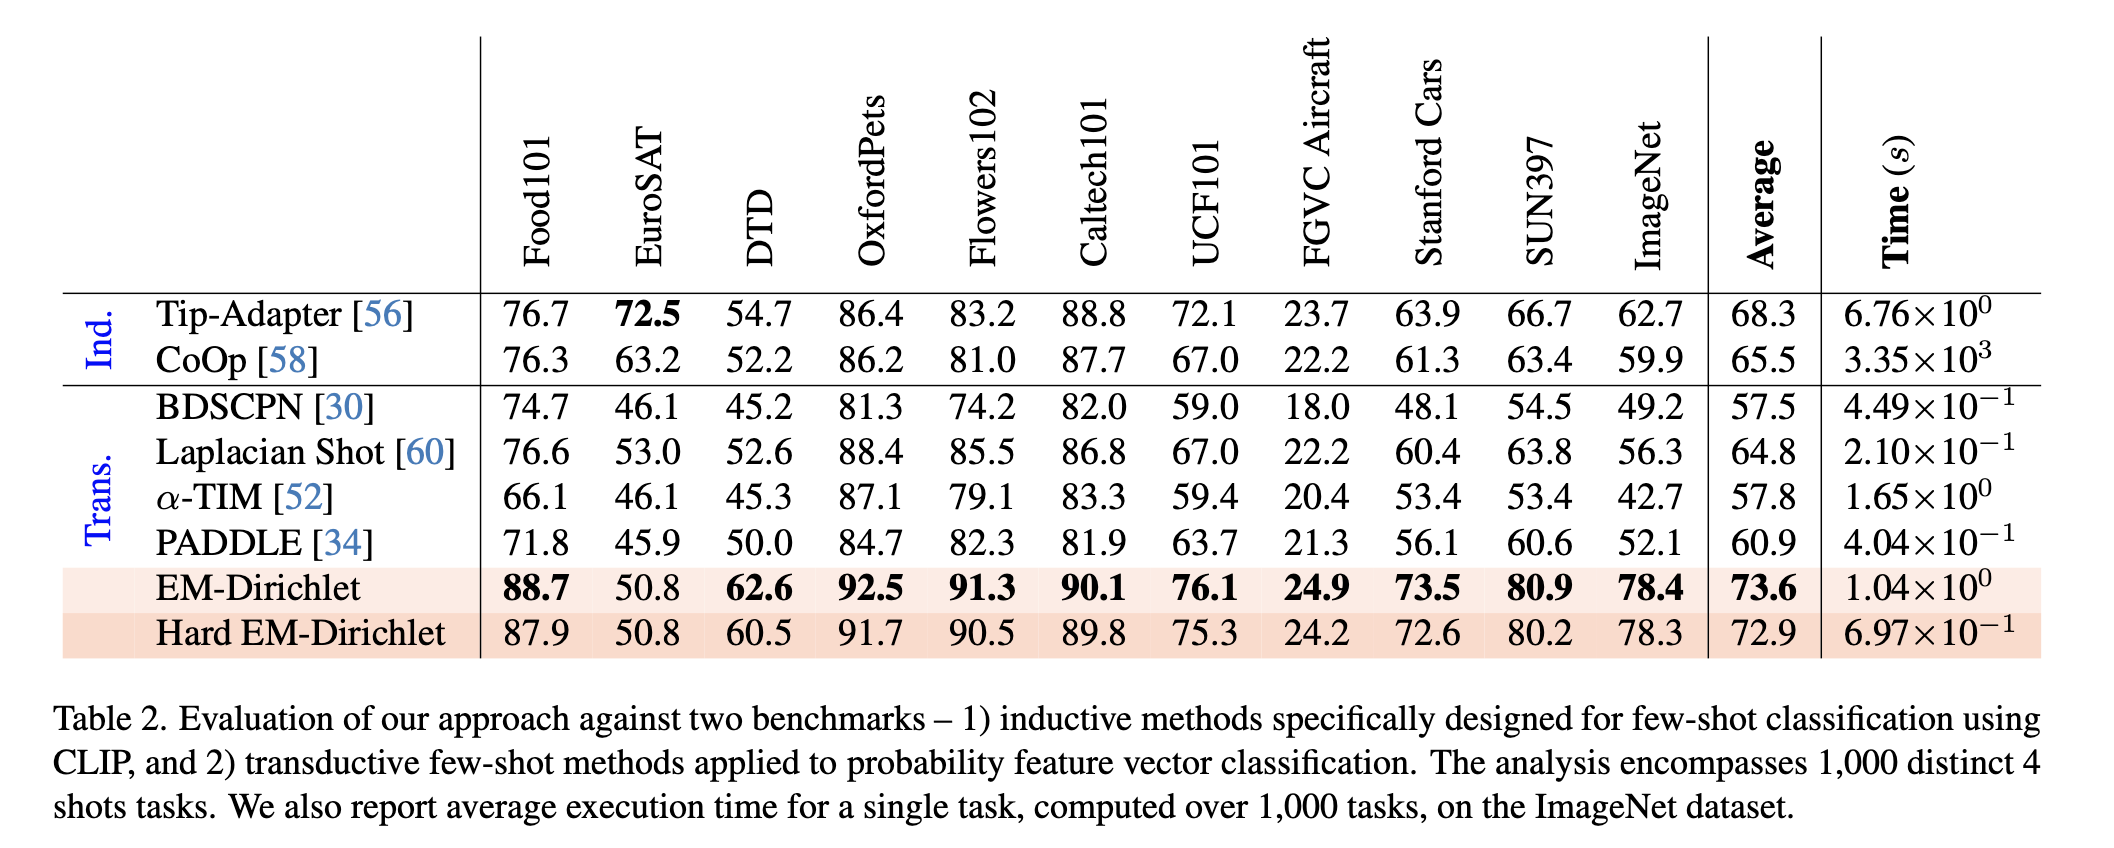 Food101 EuroSAT DTD OxfordPets Flowers102 Caltech101 UCF101 FGVC Aircraft Stanford Cars SUN397 ImageNet Average Time (s)
Ind.
Tip-Adapter [56] 76.7 72.5 54.7 86.4 83.2 88.8 72.1 23.7 63.9 66.7 62.7 68.3 6.76×10⁰
CoOp [58] 76.3 63.2 52.2 86.2 81.0 87.7 67.0 22.2 61.3 63.4 59.9 65.5 3.35×10³
Trans.
BDSCPN [30] 74.7 46.1 45.2 81.3 74.2 82.0 59.0 18.0 48.1 54.5 49.2 57.5 4.49×10⁻¹
Laplacian Shot [60] 76.6 53.0 52.6 88.4 85.5 86.8 67.0 22.2 60.4 63.8 56.3 64.8 2.10×10⁻¹
α-TIM [52] 66.1 46.1 45.3 87.1 79.1 83.3 59.4 20.4 53.4 53.4 42.7 57.8 1.65×10⁰
PADDLE [34] 71.8 45.9 50.0 84.7 82.3 81.9 63.7 21.3 56.1 60.6 52.1 60.9 4.04×10⁻¹
EM-Dirichlet 88.7 50.8 62.6 92.5 91.3 90.1 76.1 24.9 73.5 80.9 78.4 73.6 1.04×10⁰
Hard EM-Dirichlet 87.9 50.8 60.5 91.7 90.5 89.8 75.3 24.2 72.6 80.2 78.3 72.9 6.97×10⁻¹
Table 2. Evaluation of our approach against two benchmarks – 1) inductive methods specifically designed for few-shot classification using
CLIP, and 2) transductive few-shot methods applied to probability feature vector classification. The analysis encompasses 1,000 distinct 4
shots tasks. We also report average execution time for a single task, computed over 1,000 tasks, on the ImageNet dataset.